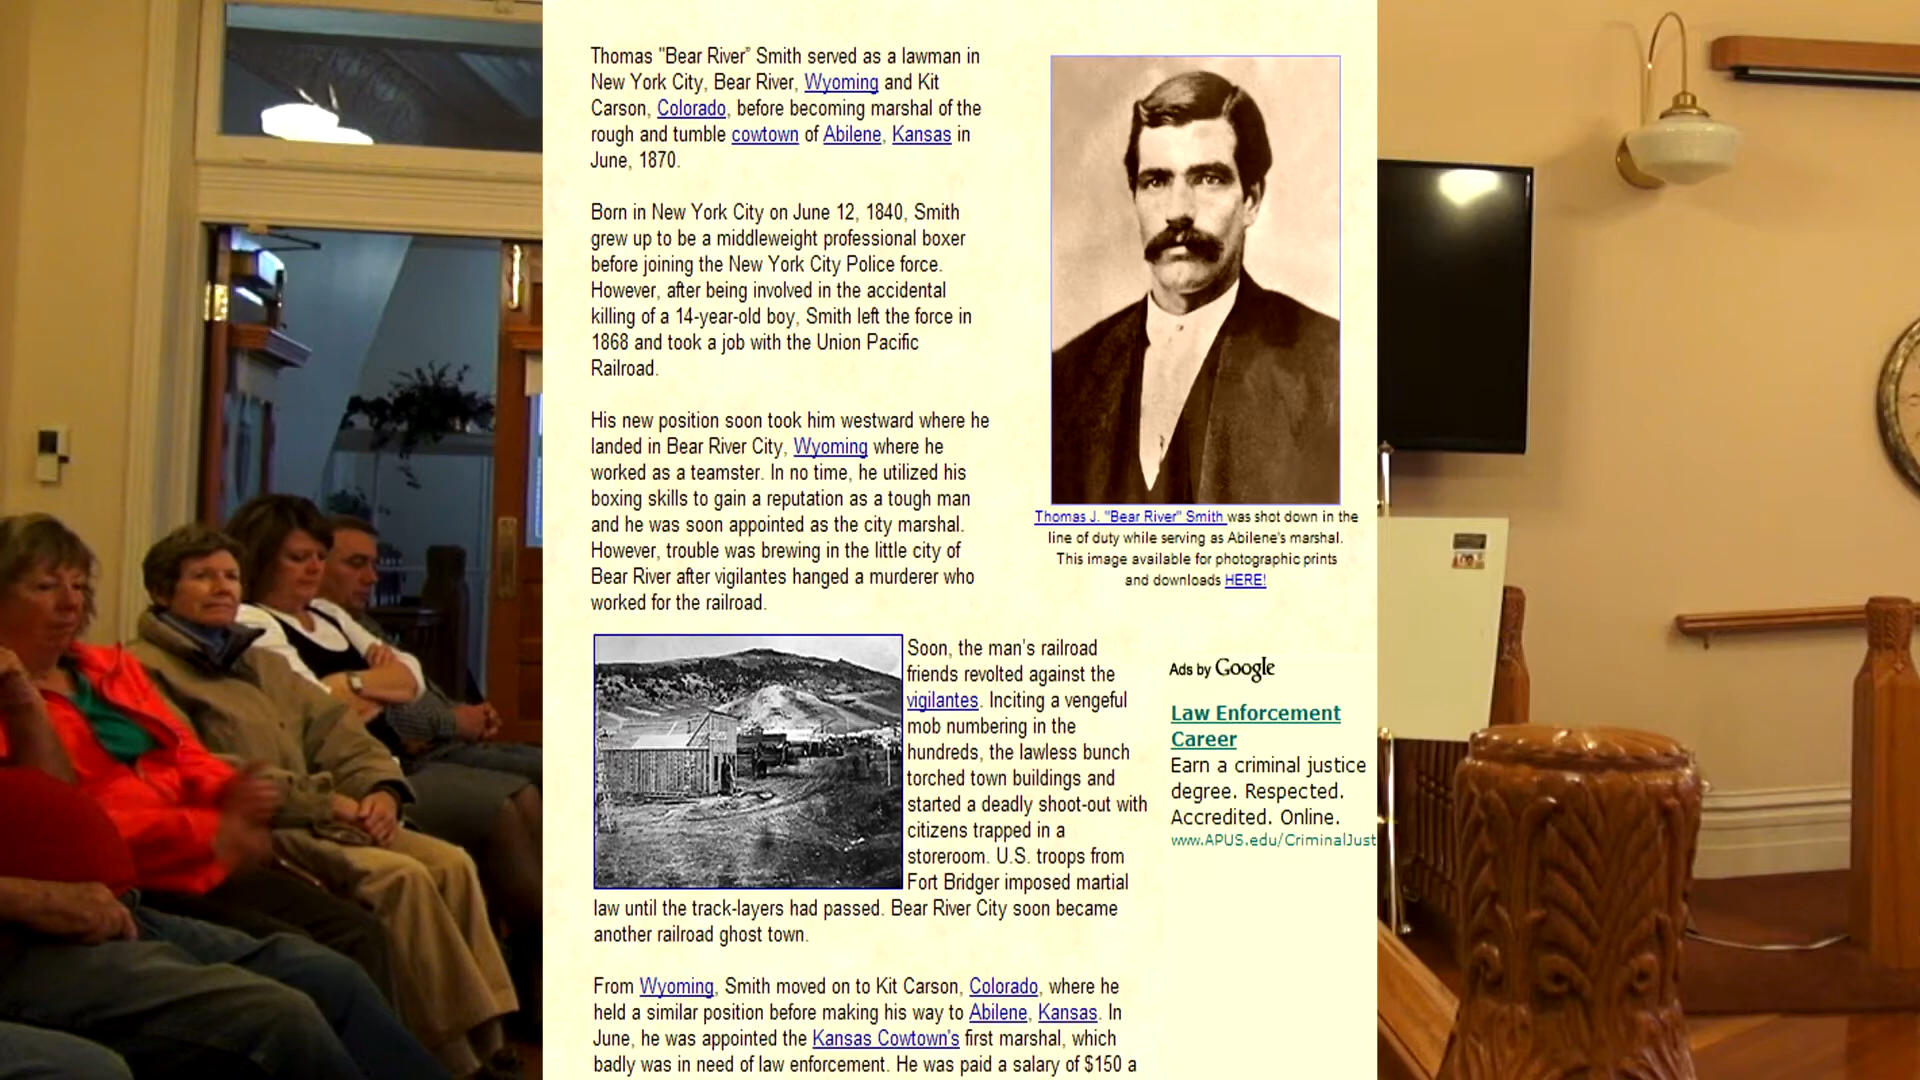 Thomas "Bear River" Smith served as a lawman in
New York City, Bear River, Wyoming and Kit
Carson, Colorado, before becoming marshal of the
rough and tumble cowtown of Abilene, Kansas in
June, 1870.
Born in New York City on June 12, 1840, Smith
grew up to be a middleweight professional boxer
before joining the New York City Police force.
However, after being involved in the accidental
killing of a 14-year-old boy, Smith left the force in
1868 and took a job with the Union Pacific
Railroad.
His new position soon took him westward where he
landed in Bear River City, Wyoming where he
worked as a teamster. In no time, he utilized his
boxing skills to gain a reputation as a tough man
and he was soon appointed as the city marshal.
However, trouble was brewing in the little city of
Bear River after vigilantes hanged a murderer who
worked for the railroad.
Thomas J. "Bear River" Smith was shot down in the
line of duty while serving as Abilene's marshal.
This image available for photographic prints
and downloads HERE!
Soon, the man's railroad
friends revolted against the
vigilantes. Inciting a vengeful
mob numbering in the
hundreds, the lawless bunch
torched town buildings and
started a deadly shoot-out with
citizens trapped in a
storeroom. U.S. troops from
Fort Bridger imposed martial
law until the track-layers had passed. Bear River City soon became
another railroad ghost town.
Ads by Google
Law Enforcement
Career
Earn a criminal justice
degree. Respected.
Accredited. Online.
www.APUS.edu/CriminalJust
From Wyoming, Smith moved on to Kit Carson, Colorado, where he
held a similar position before making his way to Abilene, Kansas. In
June, he was appointed the Kansas Cowtown's first marshal, which
badly was in need of law enforcement. He was paid a salary of $150 a